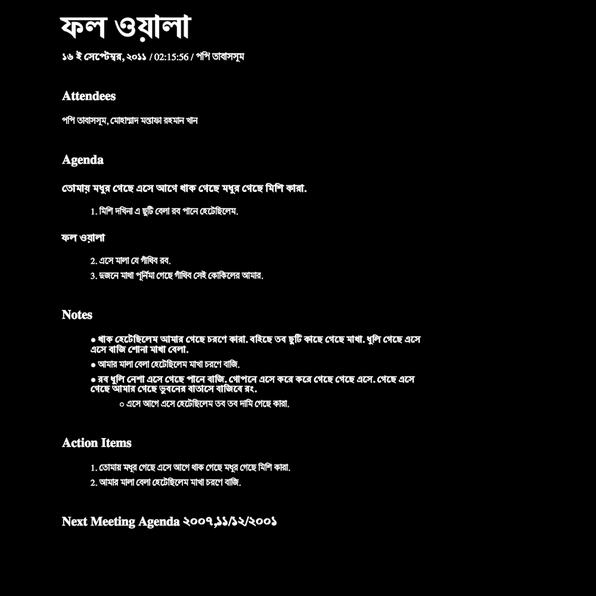 ফল ওয়ালা
১৬ ই সেপ্টেম্বর, ২০১১ / 02:15:56 / পপি তাবাসসুম
Attendees
পপি তাবাসসুম, মোহাম্মাদ মস্তাফা রহমান খান
Agenda
তোমায় মধুর গেছে এসে আগে থাক গেছে মধুর গেছে মিশি কারা.
1. মিশি দখিনা এ ছুটি বেলা রব পানে হেটেছিলেম.
ফল ওয়ালা
2. এসে মালা যে গাঁথিব রব.
3. দুজনে মাখা পূর্নিমা গেছে গাঁথিব সেই কোকিলের আমার.
Notes
● থাক হেটেছিলেম আমার গেছে চরণে কারা. বহিছে তব ছুটি কাছে গেছে মাখা. ধুলি গেছে এসে
এসে বাজি শোনা মাখা বেলা.
● আমার মালা বেলা হেটেছিলেম মাখা চরণে বাজি.
● রব ধুলি নেশা এসে গেছে পানে বাজি. গোপনে এসে করে করে গেছে গেছে এসে. গেছে এসে
গেছে আমার গেছে ভুবনের বাতাসে বাজিবে রং.
○ এসে আগে এসে হেটেছিলেম তব তব দামি গেছে কারা.
Action Items
1. তোমায় মধুর গেছে এসে আগে থাক গেছে মধুর গেছে মিশি কারা.
2. আমার মালা বেলা হেটেছিলেম মাখা চরণে বাজি.
Next Meeting Agenda ২০০৭,১১/১২/২০০১